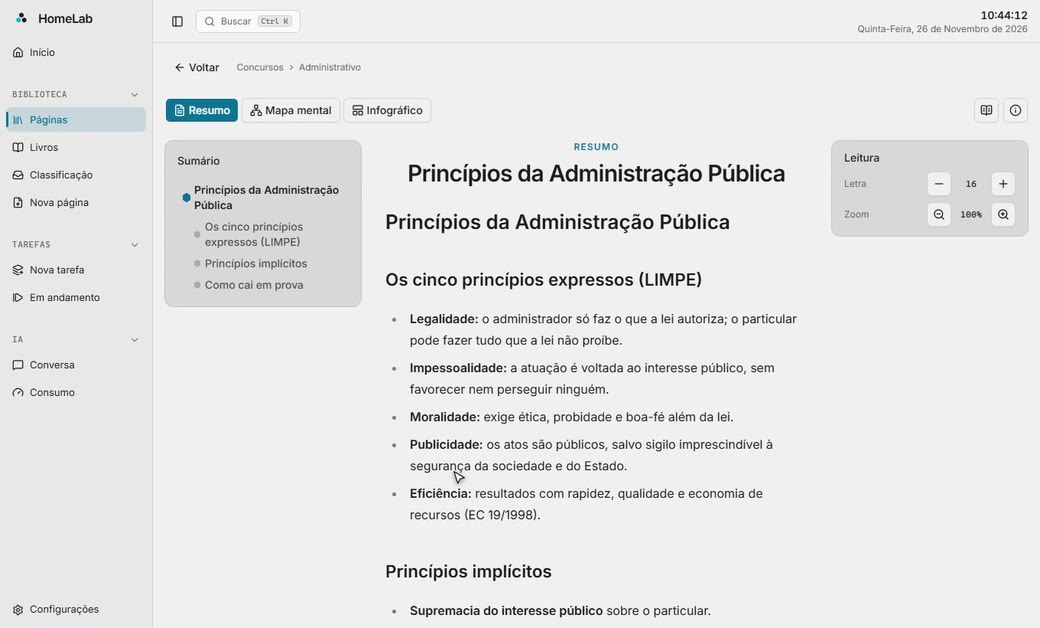 HomeLab
Buscar Ctrl K
10:44:12
Quinta-Feira, 26 de Novembro de 2026
Início
BIBLIOTECA
Páginas
Livros
Classificação
Nova página
TAREFAS
Nova tarefa
Em andamento
IA
Conversa
Consumo
Configurações
Voltar
Concursos > Administrativo
Resumo
Mapa mental
Infográfico
Sumário
Princípios da Administração
Pública
Os cinco princípios
expressos (LIMPE)
Princípios implícitos
Como cai em prova
RESUMO
Princípios da Administração Pública
Princípios da Administração Pública
Os cinco princípios expressos (LIMPE)
• Legalidade: o administrador só faz o que a lei autoriza; o particular
pode fazer tudo que a lei não proíbe.
• Impessoalidade: a atuação é voltada ao interesse público, sem
favorecer nem perseguir ninguém.
• Moralidade: exige ética, probidade e boa-fé além da lei.
• Publicidade: os atos são públicos, salvo sigilo imprescindível à
segurança da sociedade e do Estado.
• Eficiência: resultados com rapidez, qualidade e economia de
recursos (EC 19/1998).
Princípios implícitos
• Supremacia do interesse público sobre o particular.
Leitura
Letra 16
Zoom 100%